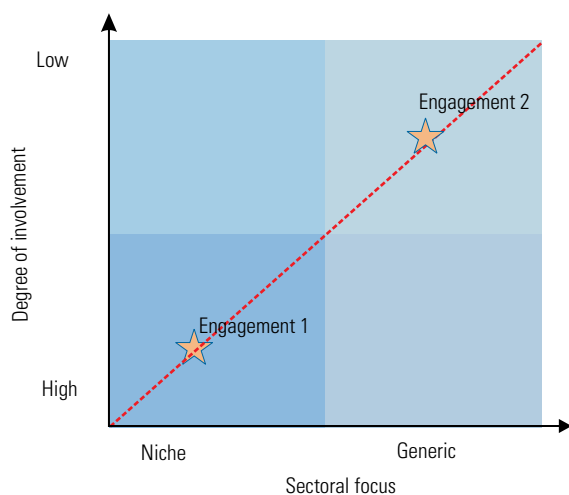 Low
Engagement 2
Degree of involvement
Engagement 1
High
Niche
Generic
Sectoral focus